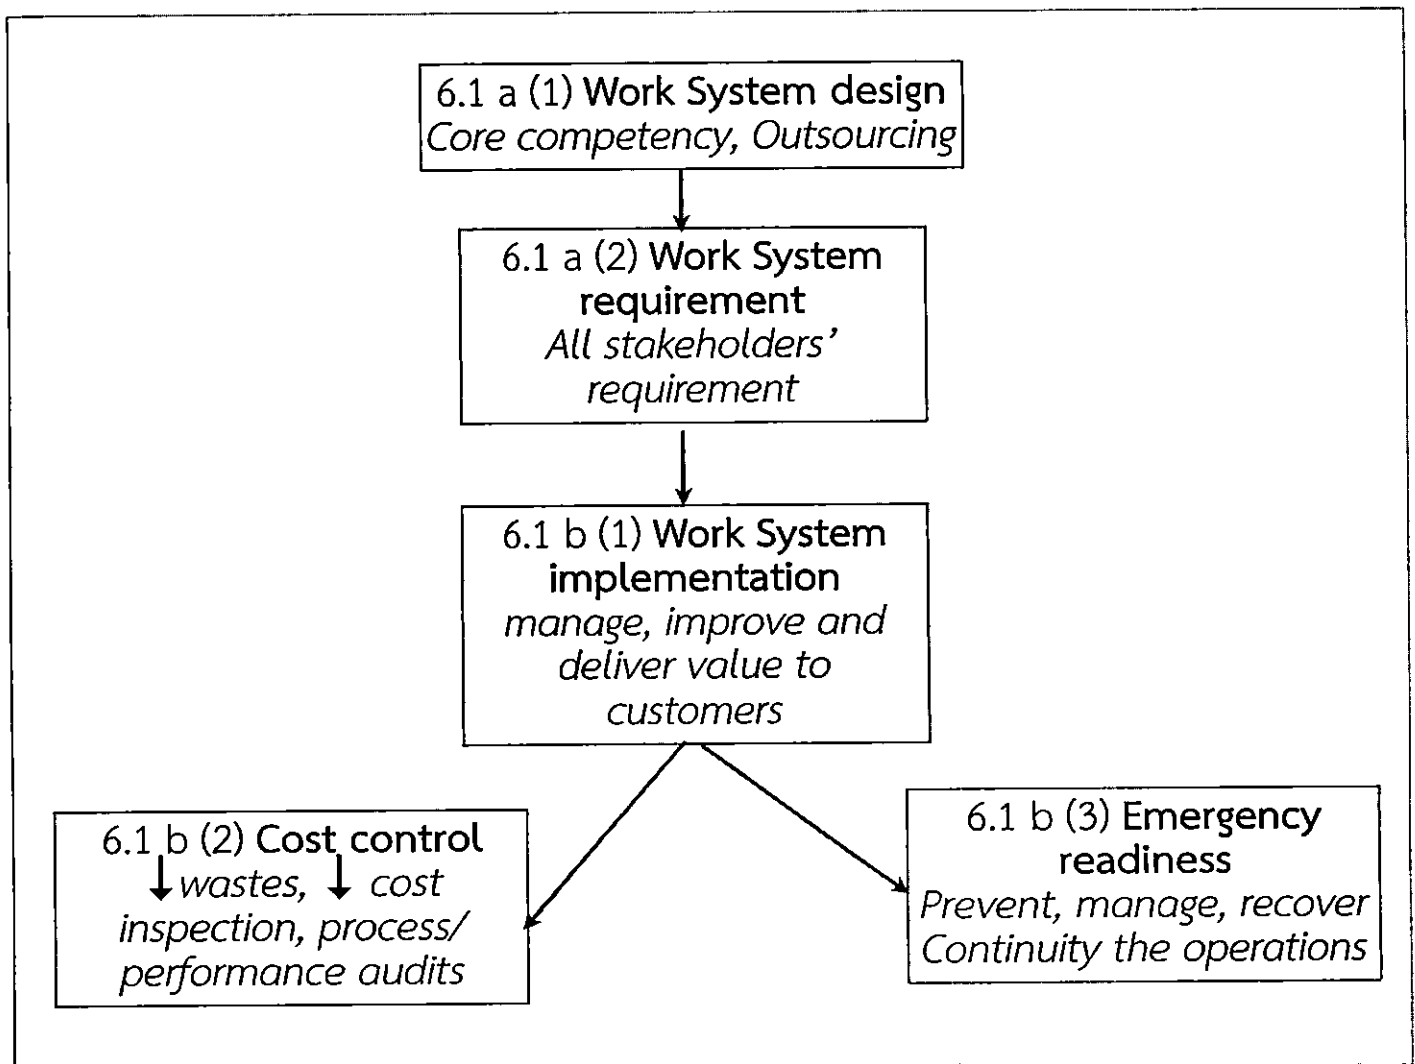 6.1 a (1) Work System design
Core competency, Outsourcing
6.1 a (2) Work System
requirement
All stakeholders'
requirement
6.1 b (1) Work System
implementation
manage, improve and
deliver value to
customers
6.1 b (2) Cost control
↓ wastes, ↓ cost
inspection, process/
performance audits
6.1 b (3) Emergency
readiness
Prevent, manage, recover
Continuity the operations